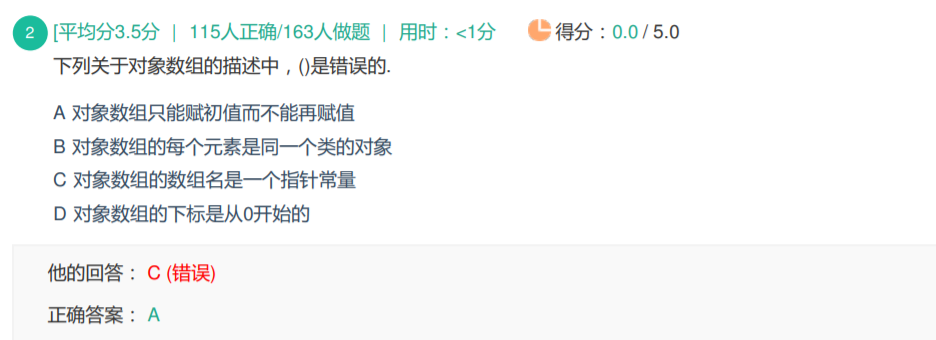 2 [平均分3.5分 | 115人正确/163人做题 | 用时：<1分 得分：0.0 / 5.0
下列关于对象数组的描述中，()是错误的.
A 对象数组只能赋初值而不能再赋值
B 对象数组的每个元素是同一个类的对象
C 对象数组的数组名是一个指针常量
D 对象数组的下标是从0开始的
他的回答： C (错误)
正确答案： A